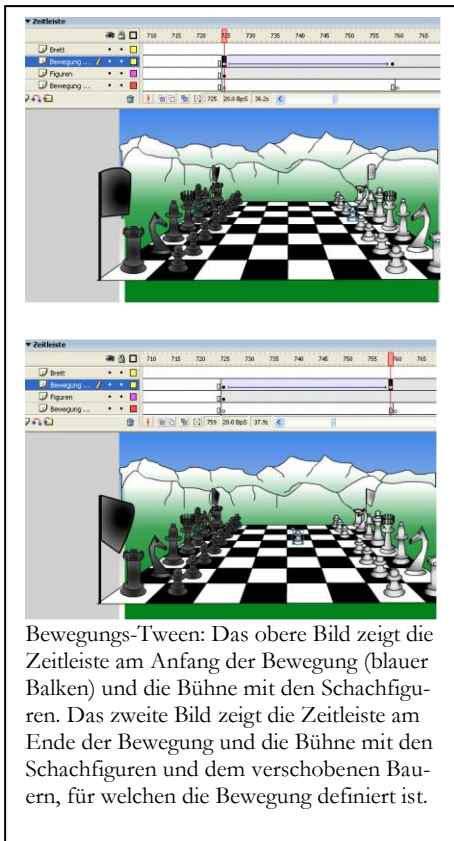 ▼ Zeitleiste
710 715 720 725 730 735 740 745 750 755 760 765
Brett
Bewegung ...
Figuren
Bewegung ...
725 20.0 BpS 36.2s
▼ Zeitleiste
710 715 720 725 730 735 740 745 750 755 760 765
Brett
Bewegung ...
Figuren
Bewegung ...
759 20.0 BpS 37.9s
Bewegungs-Tween: Das obere Bild zeigt die
Zeitleiste am Anfang der Bewegung (blauer
Balken) und die Bühne mit den Schachfigu-
ren. Das zweite Bild zeigt die Zeitleiste am
Ende der Bewegung und die Bühne mit den
Schachfiguren und dem verschobenen Bau-
ern, für welchen die Bewegung definiert ist.